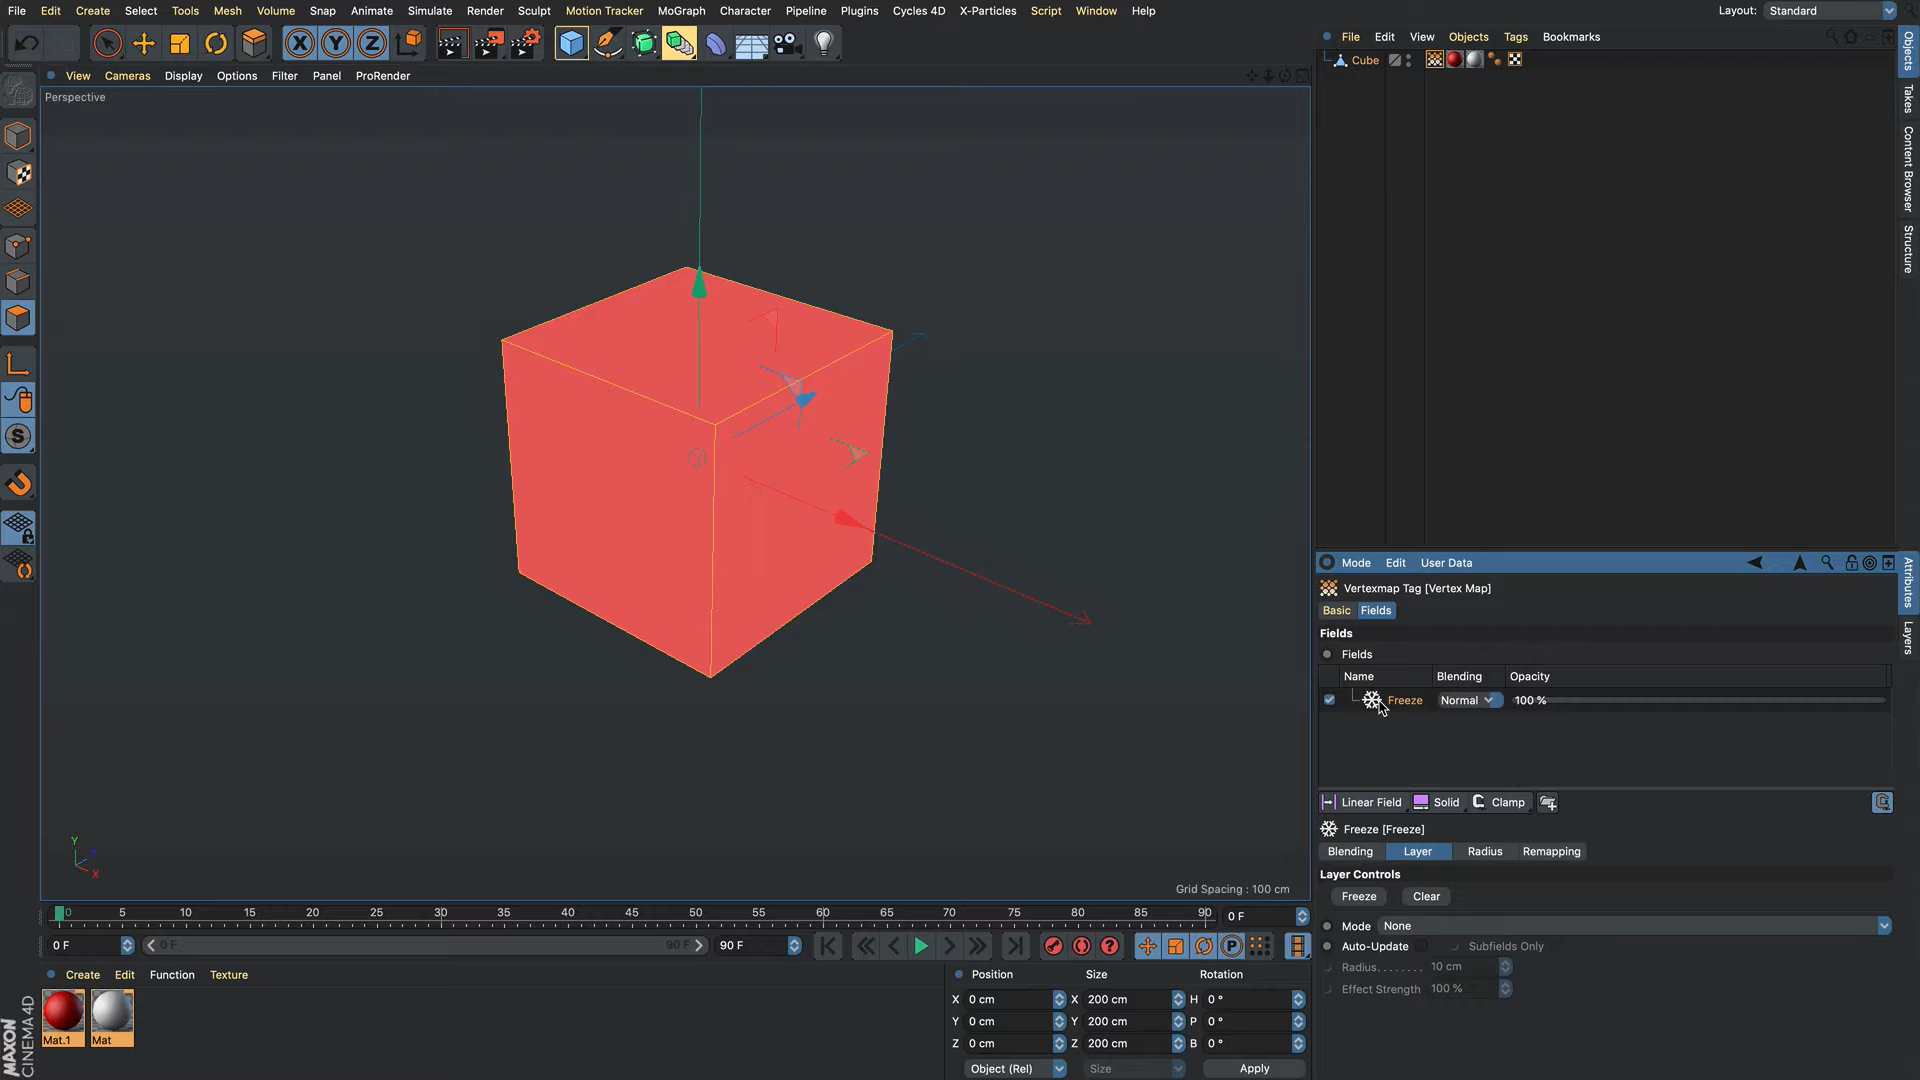 File Edit Create Select Tools Mesh Volume Snap Animate Simulate Render Sculpt Motion Tracker MoGraph Character Pipeline Plugins Cycles 4D X-Particles Script Window Help Layout: Standard
X Y Z
View Cameras Display Options Filter Panel ProRender
Perspective
S
Y
X
Grid Spacing : 100 cm
0 5 10 15 20 25 30 35 40 45 50 55 60 65 70 75 80 85 90 0 F
0 F 0 F 90 F 90 F
Create Edit Function Texture
Mat.1 Mat
MAXON
CINEMA 4D
Position Size Rotation
X 0 cm X 200 cm H 0 °
Y 0 cm Y 200 cm P 0 °
Z 0 cm Z 200 cm B 0 °
Object (Rel) Size Apply
File Edit View Objects Tags Bookmarks
Cube
Objects
Takes
Content Browser
Structure
Mode Edit User Data
Vertexmap Tag [Vertex Map]
Basic Fields
Fields
Fields
Name Blending Opacity
Freeze Normal 100 %
Linear Field Solid Clamp
Freeze [Freeze]
Blending Layer Radius Remapping
Layer Controls
Freeze Clear
Mode None
Auto-Update Subfields Only
Radius........ 10 cm
Effect Strength 100 %
Attributes
Layers